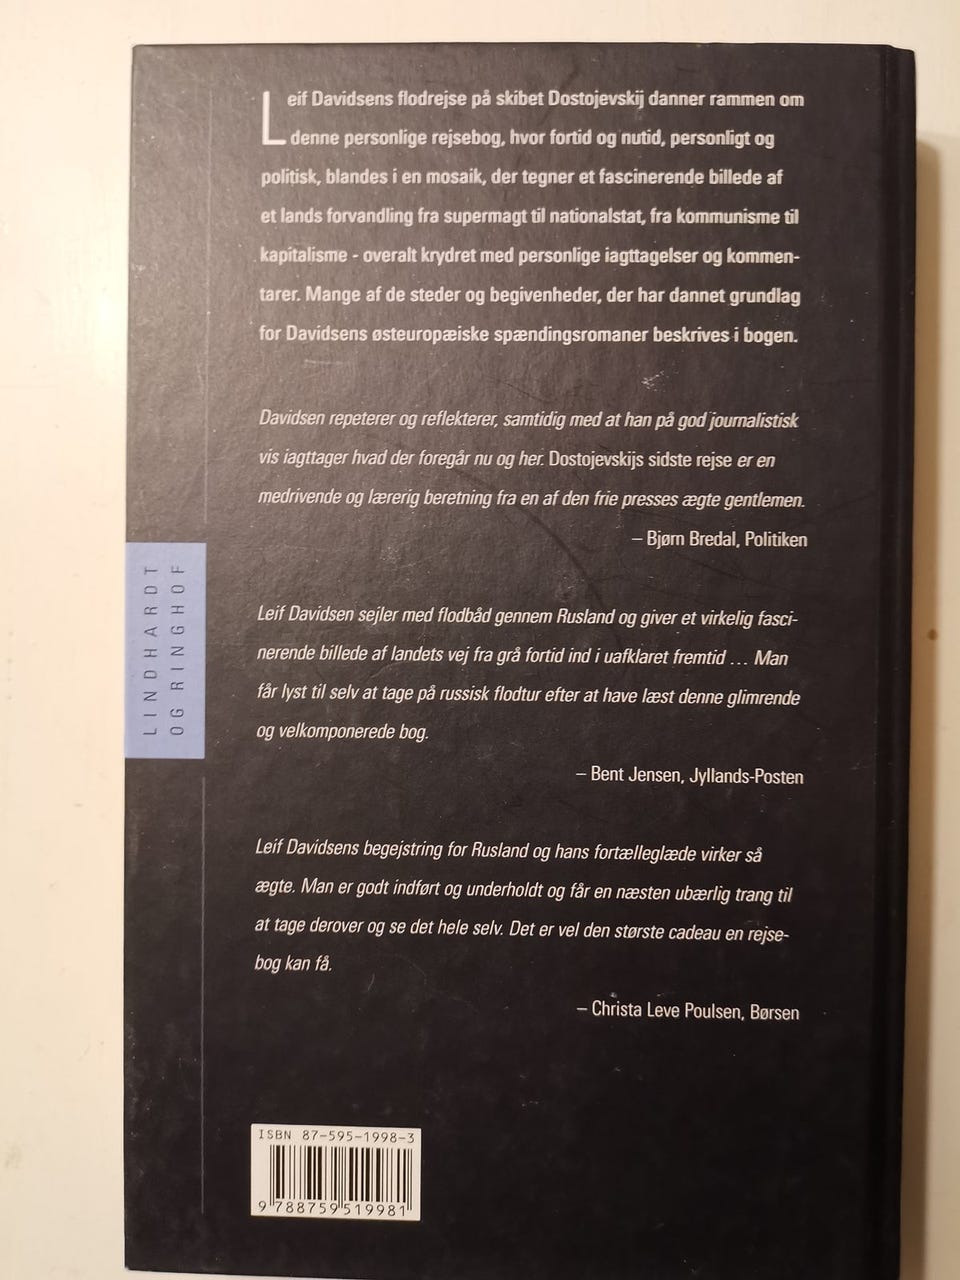 Leif Davidsens flodrejse på skibet Dostojevskij danner rammen om
denne personlige rejsebog, hvor fortid og nutid, personligt og
politisk, blandes i en mosaik, der tegner et fascinerende billede af
et lands forvandling fra supermagt til nationalstat, fra kommunisme til
kapitalisme - overalt krydret med personlige iagttagelser og kommen-
tarer. Mange af de steder og begivenheder, der har dannet grundlag
for Davidsens østeuropæiske spændingsromaner beskrives i bogen.
Davidsen repeterer og reflekterer, samtidig med at han på god journalistisk
vis iagttager hvad der foregår nu og her. Dostojevskijs sidste rejse er en
medrivende og lærerig beretning fra en af den frie presses ægte gentlemen.
– Bjørn Bredal, Politiken
Leif Davidsen sejler med flodbåd gennem Rusland og giver et virkelig fasci-
nerende billede af landets vej fra grå fortid ind i uafklaret fremtid ... Man
får lyst til selv at tage på russisk flodtur efter at have læst denne glimrende
og velkomponerede bog.
– Bent Jensen, Jyllands-Posten
Leif Davidsens begejstring for Rusland og hans fortælleglæde virker så
ægte. Man er godt indført og underholdt og får en næsten ubærlig trang til
at tage derover og se det hele selv. Det er vel den største cadeau en rejse-
bog kan få.
– Christa Leve Poulsen, Børsen
LINDHARDT
OG RINGHOF
ISBN 87-595-1998-3
9 788759 519981